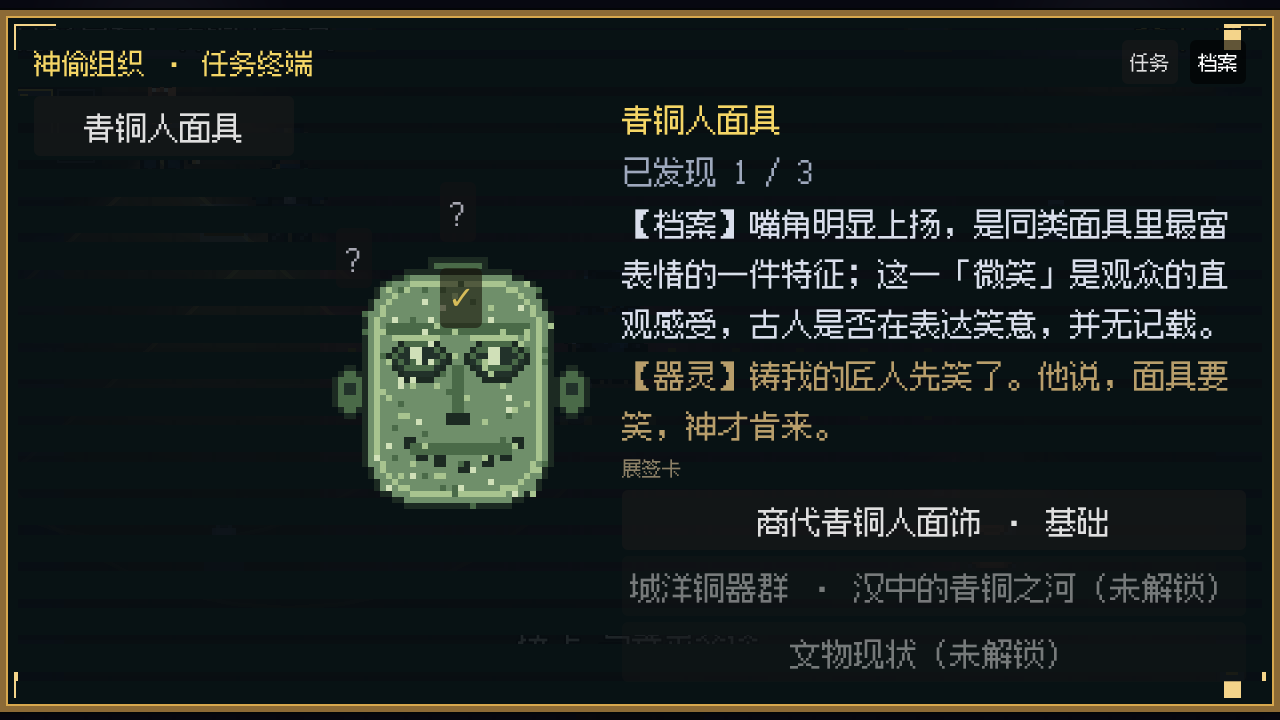 神偷组织 · 任务终端
任务
档案
青铜人面具
青铜人面具
已发现 1 / 3
?
?
✓
【档案】嘴角明显上扬，是同类面具里最富
表情的一件特征；这一「微笑」是观众的直
观感受，古人是否在表达笑意，并无记载。
【器灵】铸我的匠人先笑了。他说，面具要
笑，神才肯来。
展签卡
商代青铜人面饰 · 基础
城洋铜器群 · 汉中的青铜之河（未解锁）
文物现状（未解锁）